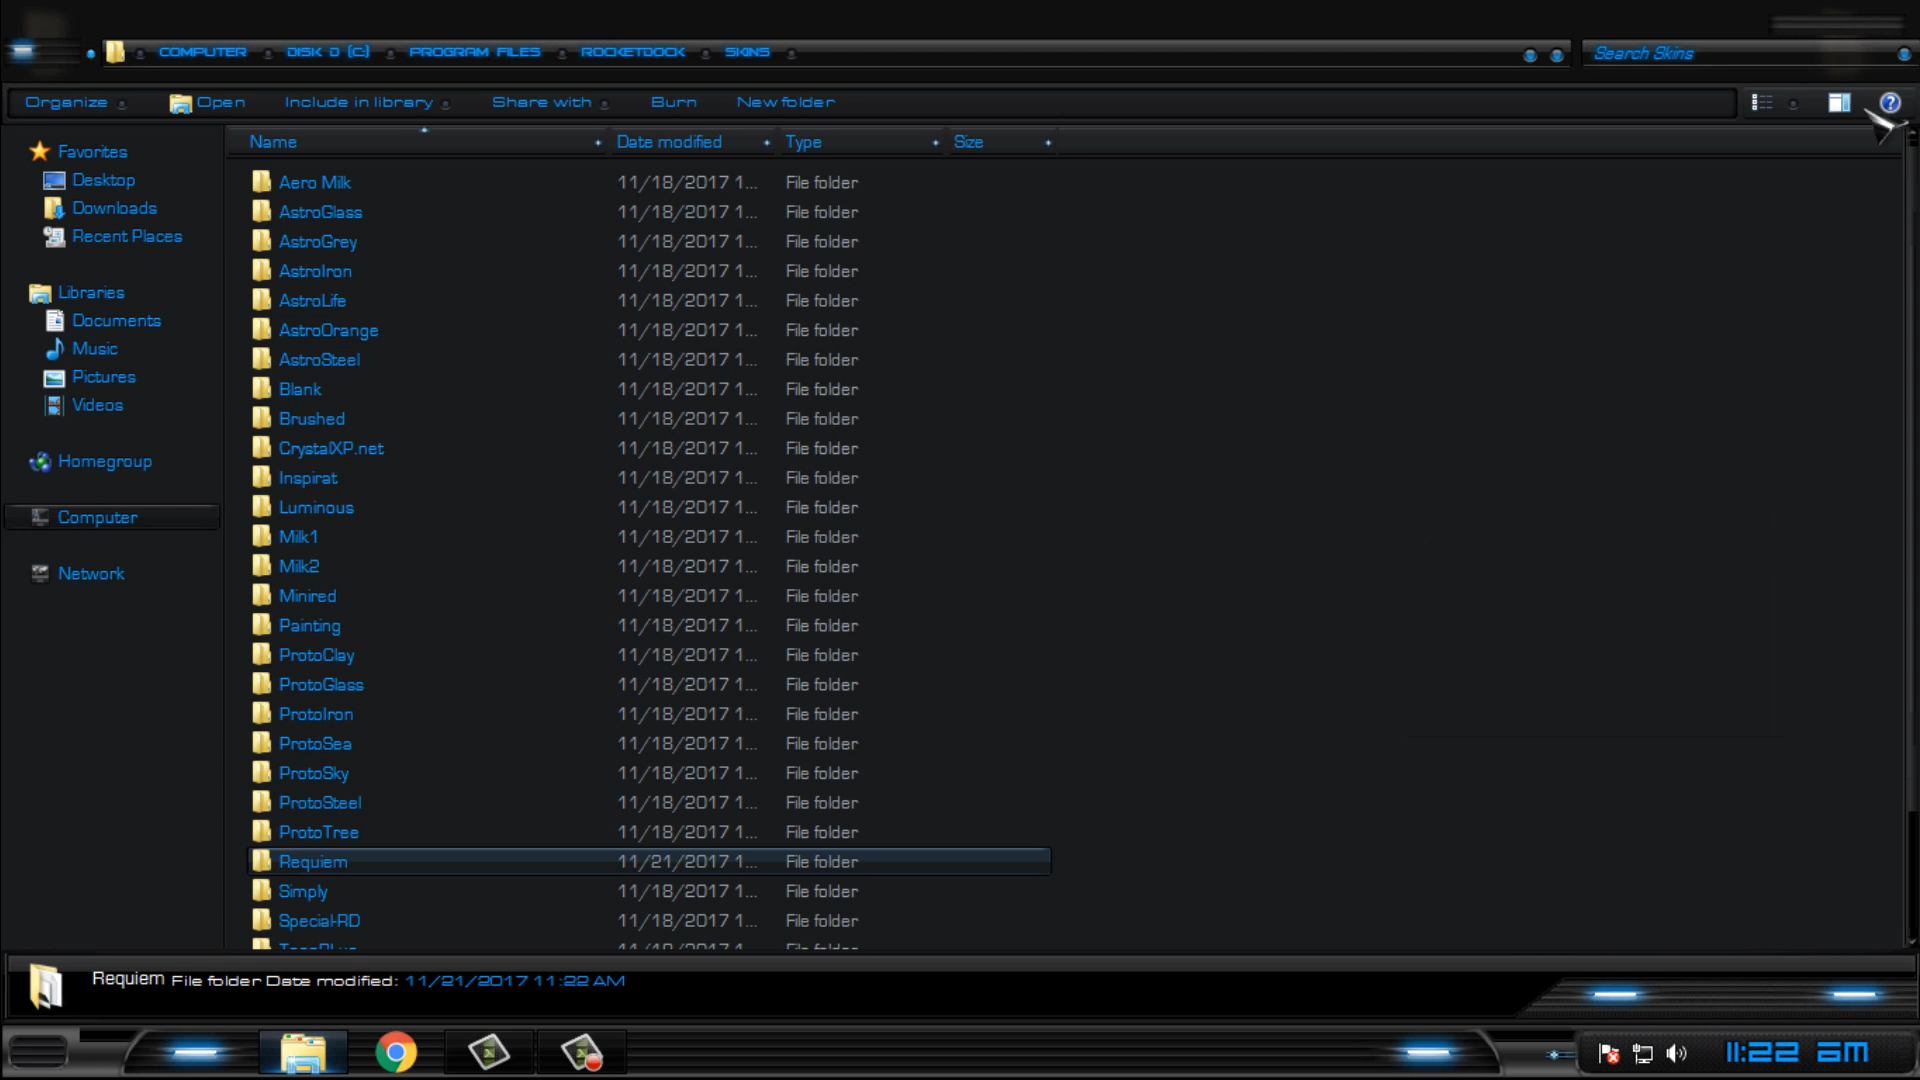 COMPUTER DISK D (C:) PROGRAM FILES ROCKETDOCK SKINS Search Skins
Organize Open Include in library Share with Burn New folder
Name Date modified Type Size
Favorites
Desktop
Downloads
Recent Places
Libraries
Documents
Music
Pictures
Videos
Homegroup
Computer
Network
Aero Milk 11/18/2017 1... File folder
AstroGlass 11/18/2017 1... File folder
AstroGrey 11/18/2017 1... File folder
AstroIron 11/18/2017 1... File folder
AstroLife 11/18/2017 1... File folder
AstroOrange 11/18/2017 1... File folder
AstroSteel 11/18/2017 1... File folder
Blank 11/18/2017 1... File folder
Brushed 11/18/2017 1... File folder
CrystalXP.net 11/18/2017 1... File folder
Inspirat 11/18/2017 1... File folder
Luminous 11/18/2017 1... File folder
Milk1 11/18/2017 1... File folder
Milk2 11/18/2017 1... File folder
Minired 11/18/2017 1... File folder
Painting 11/18/2017 1... File folder
ProtoClay 11/18/2017 1... File folder
ProtoGlass 11/18/2017 1... File folder
ProtoIron 11/18/2017 1... File folder
ProtoSea 11/18/2017 1... File folder
ProtoSky 11/18/2017 1... File folder
ProtoSteel 11/18/2017 1... File folder
ProtoTree 11/18/2017 1... File folder
Requiem 11/21/2017 1... File folder
Simply 11/18/2017 1... File folder
Special-RD 11/18/2017 1... File folder
11/18/2017 1... File folder
Requiem File folder Date modified: 11/21/2017 11:22 AM
11:22 AM